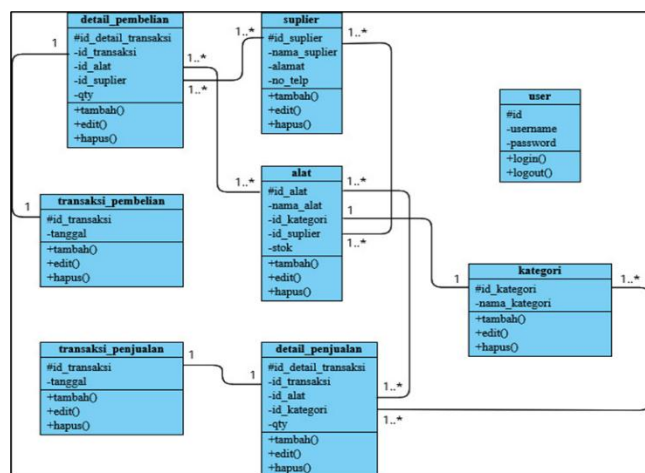 detail_pembelian
#id_detail_transaksi
-id_transaksi
-id_alat
-id_suplier
-qty
+tambah()
+edit()
+hapus()
1
1..*
1..*
1..*
suplier
#id_suplier
-nama_suplier
-alamat
-no_telp
+tambah()
+edit()
+hapus()
1..*
user
#id
-username
-password
+login()
+logout()
transaksi_pembelian
#id_transaksi
-tanggal
+tambah()
+edit()
+hapus()
1
1..*
alat
#id_alat
-nama_alat
-id_kategori
-id_suplier
-stok
+tambah()
+edit()
+hapus()
1..*
1
1..*
1
kategori
#id_kategori
-nama_kategori
+tambah()
+edit()
+hapus()
1..*
transaksi_penjualan
#id_transaksi
-tanggal
+tambah()
+edit()
+hapus()
1
1
detail_penjualan
#id_detail_transaksi
-id_transaksi
-id_alat
-id_kategori
-qty
+tambah()
+edit()
+hapus()
1..*
1..*